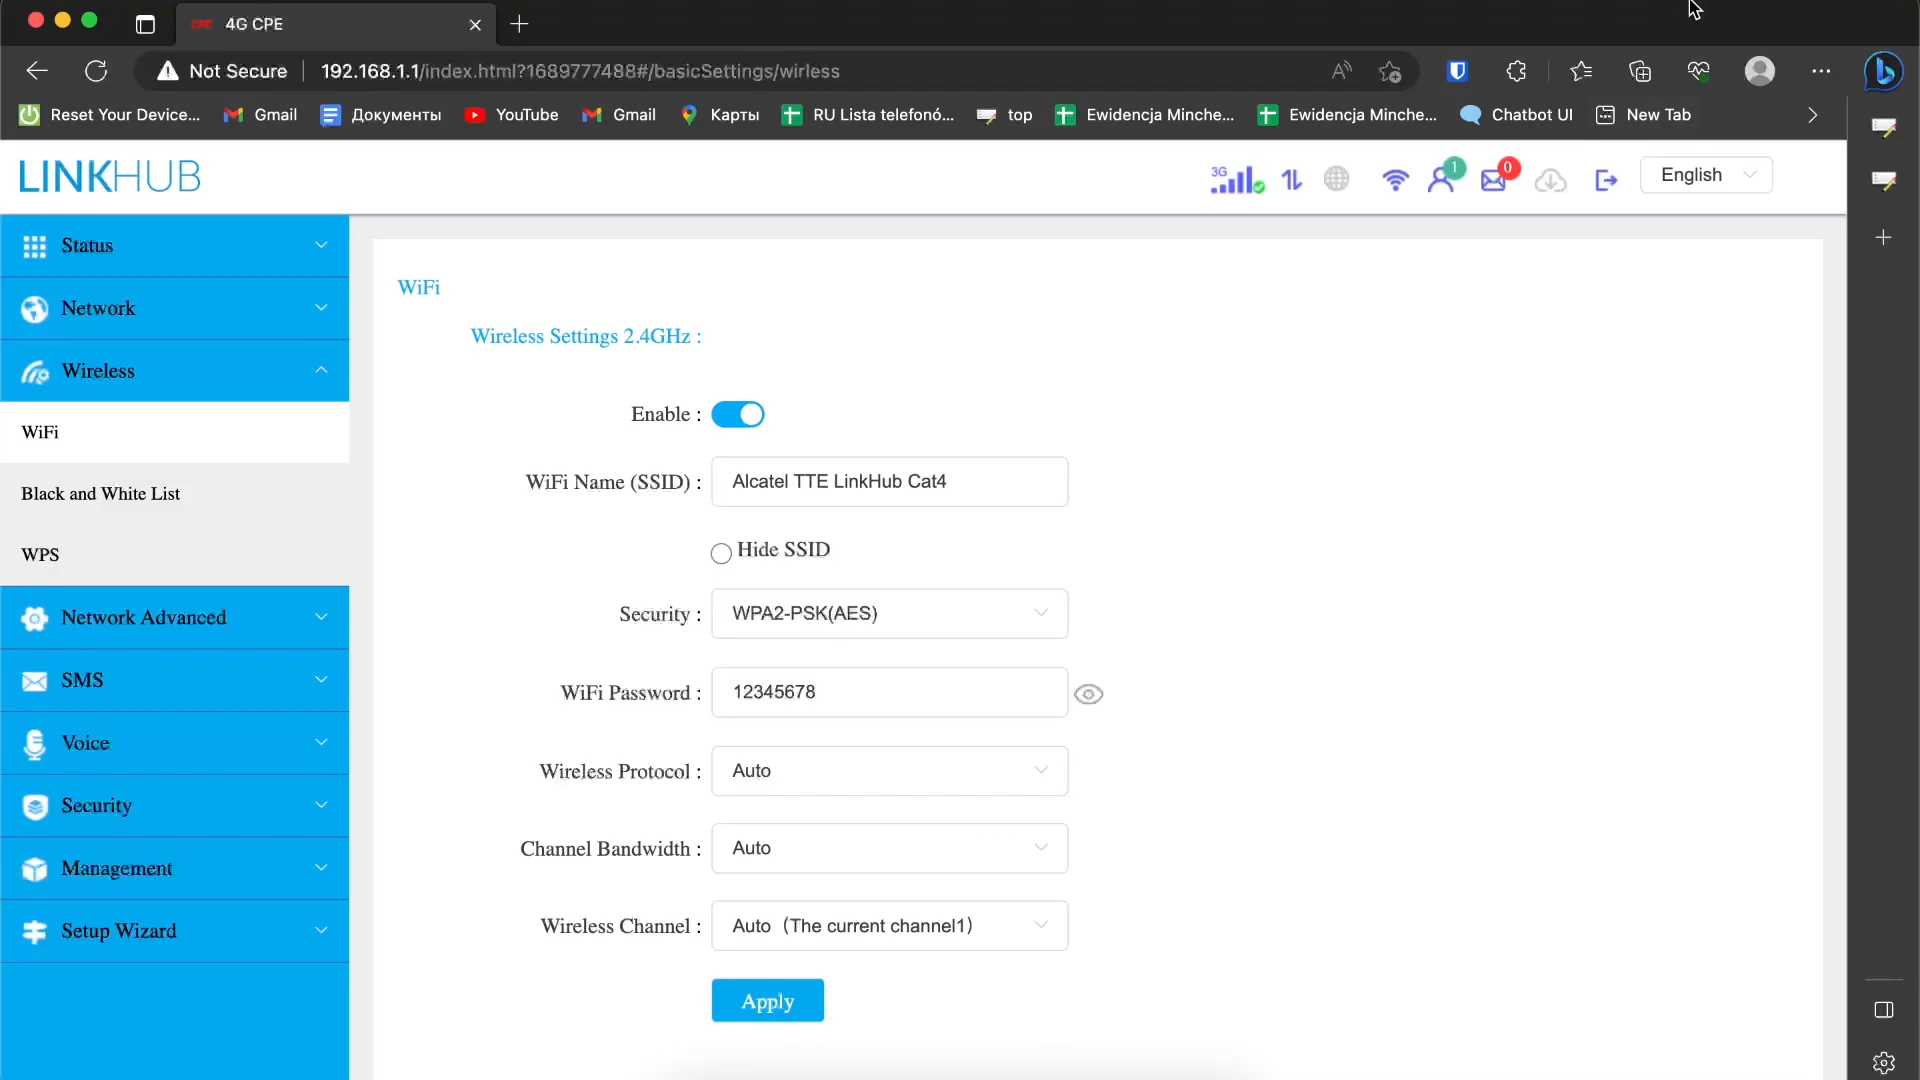 4G CPE
Not Secure 192.168.1.1/index.html?1689777488#/basicSettings/wirless
Reset Your Device... Gmail Документы YouTube Gmail Карты RU Lista telefonó... top Ewidencja Minche... Ewidencja Minche... Chatbot UI New Tab
LINKHUB
3G
1
0
English
Status
Network
Wireless
WiFi
Black and White List
WPS
Network Advanced
SMS
Voice
Security
Management
Setup Wizard
WiFi
Wireless Settings 2.4GHz :
Enable :
WiFi Name (SSID) : Alcatel TTE LinkHub Cat4
Hide SSID
Security : WPA2-PSK(AES)
WiFi Password : 12345678
Wireless Protocol : Auto
Channel Bandwidth : Auto
Wireless Channel : Auto（The current channel1）
Apply